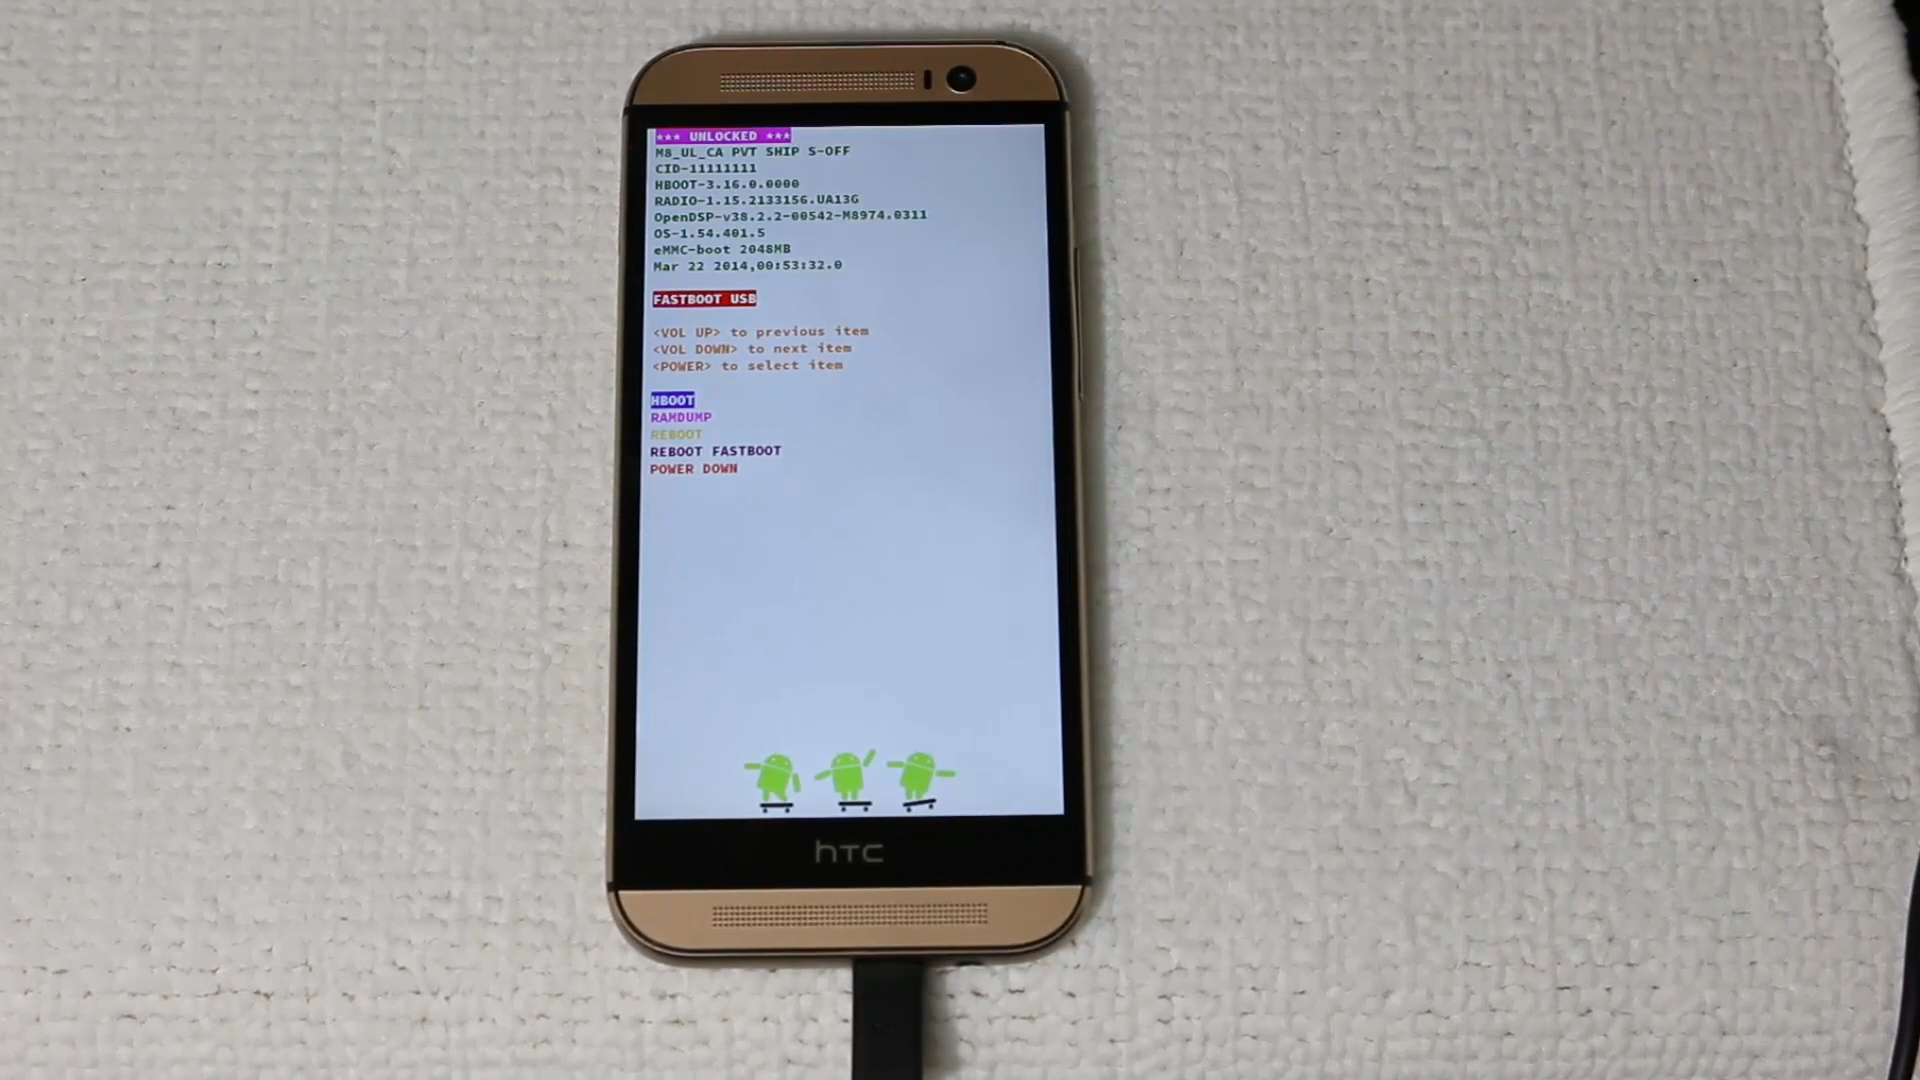 *** UNLOCKED ***
M8_UL_CA PVT SHIP S-OFF
CID-11111111
HBOOT-3.16.0.0000
RADIO-1.15.2133156.UA13G
OpenDSP-v38.2.2-00542-M8974.0311
OS-1.54.401.5
eMMC-boot 2048MB
Mar 22 2014,00:53:32.0
FASTBOOT USB
<VOL UP> to previous item
<VOL DOWN> to next item
<POWER> to select item
HBOOT
RAMDUMP
REBOOT
REBOOT FASTBOOT
POWER DOWN
hTC